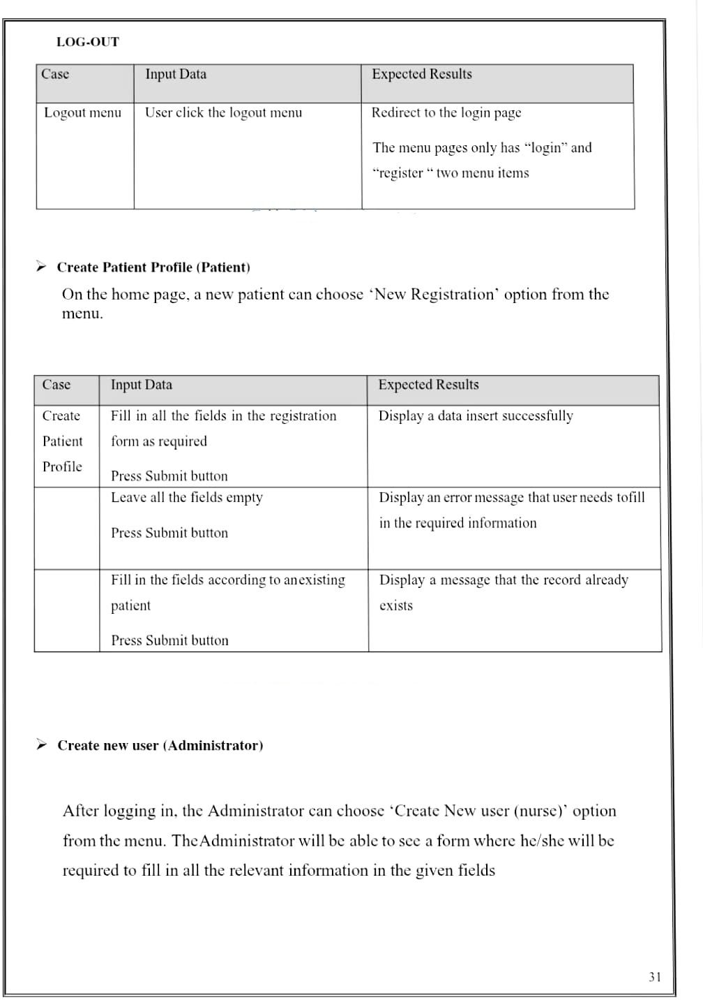 LOG-OUT
Case Input Data Expected Results
Logout menu User click the logout menu Redirect to the login page
The menu pages only has “login” and
“register “ two menu items
➢ Create Patient Profile (Patient)
On the home page, a new patient can choose ‘New Registration’ option from the
menu.
Case Input Data Expected Results
Create Fill in all the fields in the registration Display a data insert successfully
Patient form as required
Profile
Press Submit button
Leave all the fields empty Display an error message that user needs tofill
in the required information
Press Submit button
Fill in the fields according to anexisting Display a message that the record already
patient exists
Press Submit button
➢ Create new user (Administrator)
After logging in, the Administrator can choose ‘Create New user (nurse)’ option
from the menu. TheAdministrator will be able to see a form where he/she will be
required to fill in all the relevant information in the given fields
31